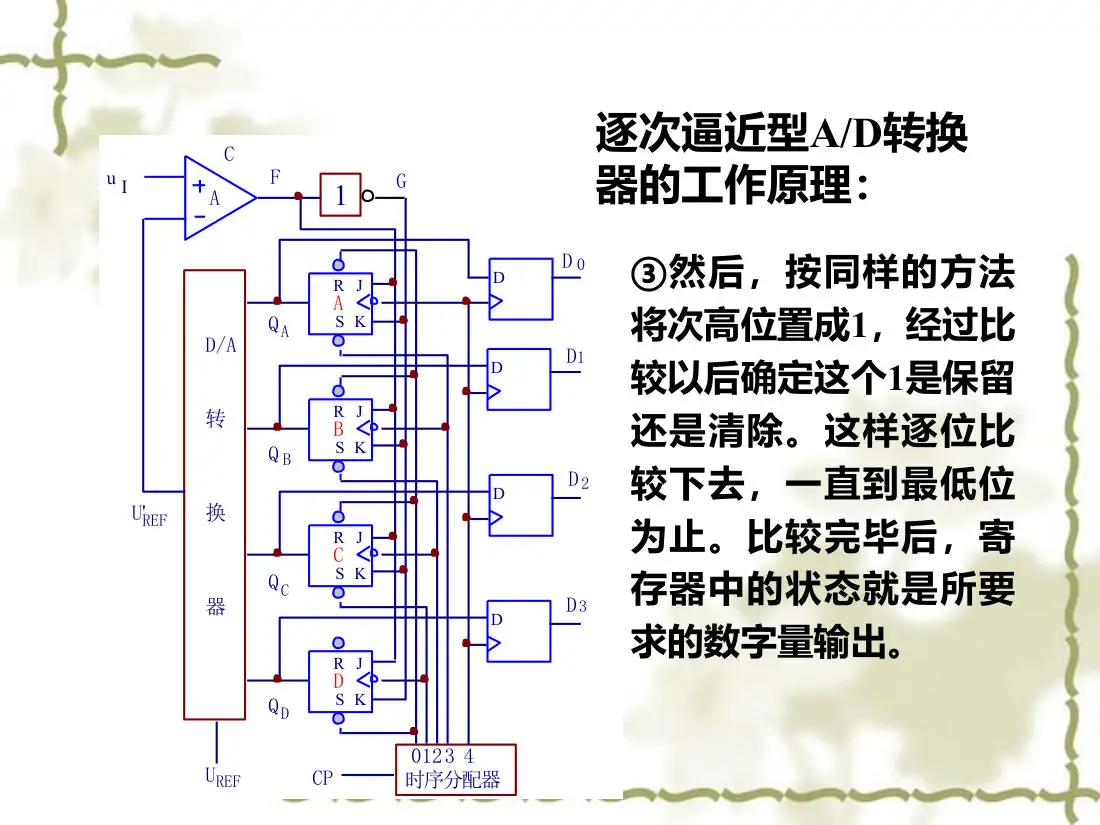 逐次逼近型A/D转换
器的工作原理：
③然后，按同样的方法
将次高位置成1，经过比
较以后确定这个1是保留
还是清除。这样逐位比
较下去，一直到最低位
为止。比较完毕后，寄
存器中的状态就是所要
求的数字量输出。
C
uI
+
A
−
F
1
G
D
D0
R J
A
S K
QA
D/A
转
换
器
D
D1
R J
B
S K
QB
D
D2
U'REF
R J
C
S K
QC
D
D3
R J
D
S K
QD
UREF
CP
0123 4
时序分配器